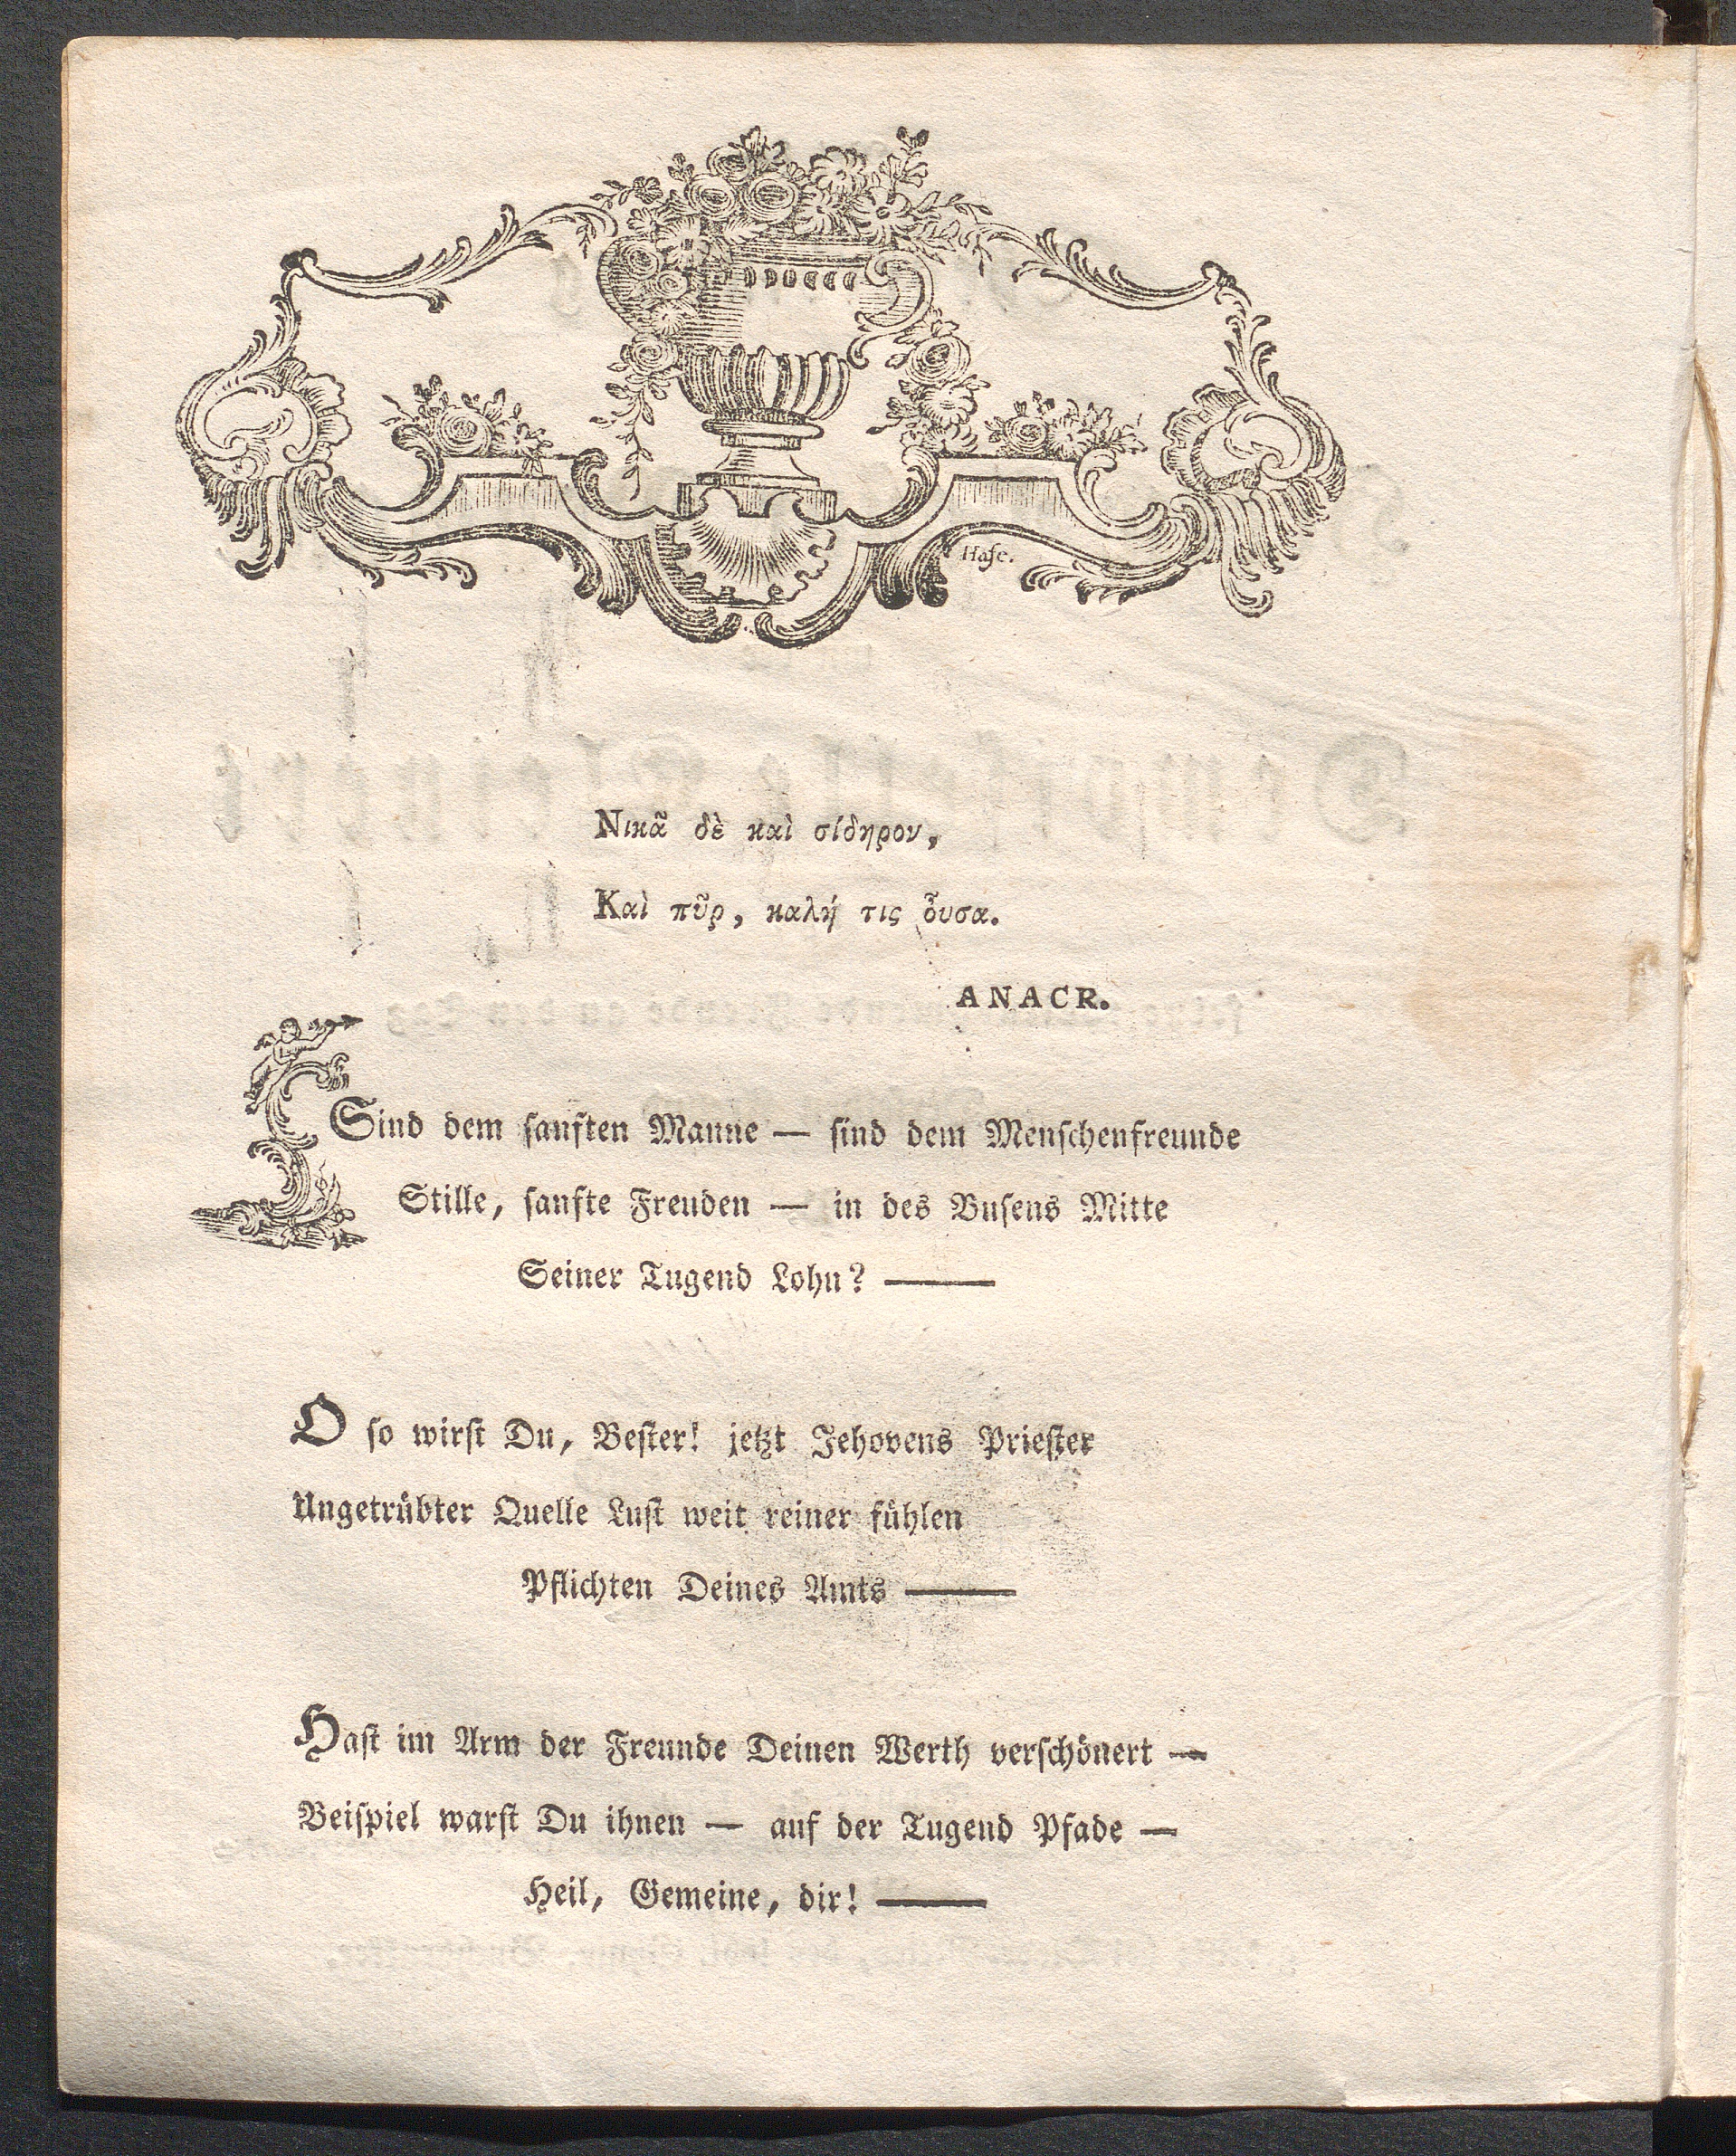 Hase.
Νικᾶ δὲ καὶ σίδηρον,
Καὶ πῦρ, καλή τις ὖυσα.
ANACR.
Sind dem ſanften Manne — ſind dem Menſchenfreunde
Stille, ſanfte Freuden — in des Buſens Mitte
Seiner Tugend Lohn? —
O ſo wirſt Du, Beſter! jetzt Jehovens Prieſter
Ungetrübter Quelle Luſt weit reiner fühlen
Pflichten Deines Amts —
Haſt im Arm der Freunde Deinen Werth verſchönert —
Beiſpiel warſt Du ihnen — auf der Tugend Pfade —
Heil, Gemeine, dir! —